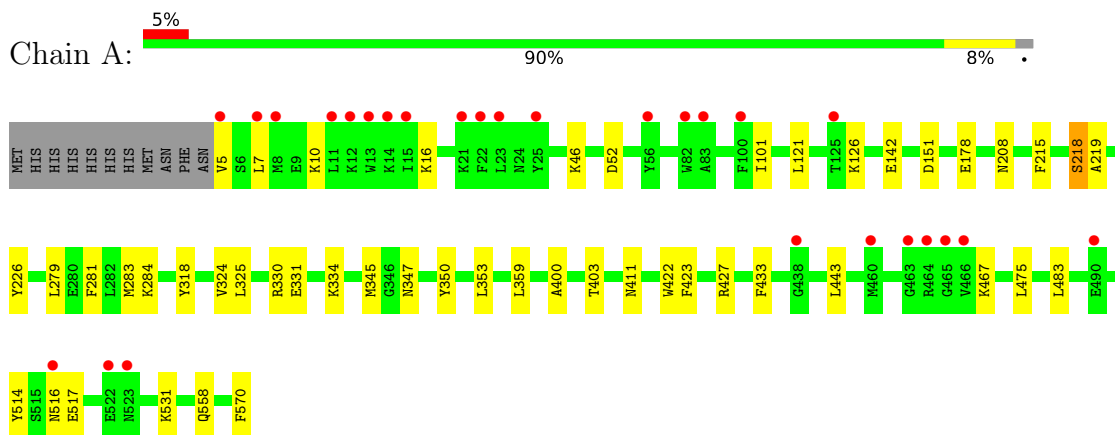 5%
Chain A:
90% 8% •
MET HIS HIS HIS HIS HIS HIS MET ASN PHE ASN V5 S6 L7 M8 E9 K10 L11 K12 W13 K14 I15 K16 K21 F22 L23 N24 Y25 K46 D52 Y56 W82 A83 F100 I101 L121 T125 K126 E142 D151 E178 N208 F215 S218 A219
Y226 L279 E280 F281 L282 M283 K284 Y318 V324 L325 R330 E331 K334 M345 G346 N347 Y350 L353 L359 A400 T403 N411 W422 F423 R427 F433 G438 L443 M460 G463 R464 G465 V466 K467 L475 L483 E490
Y514 S515 N516 E517 E522 N523 K531 Q558 F570